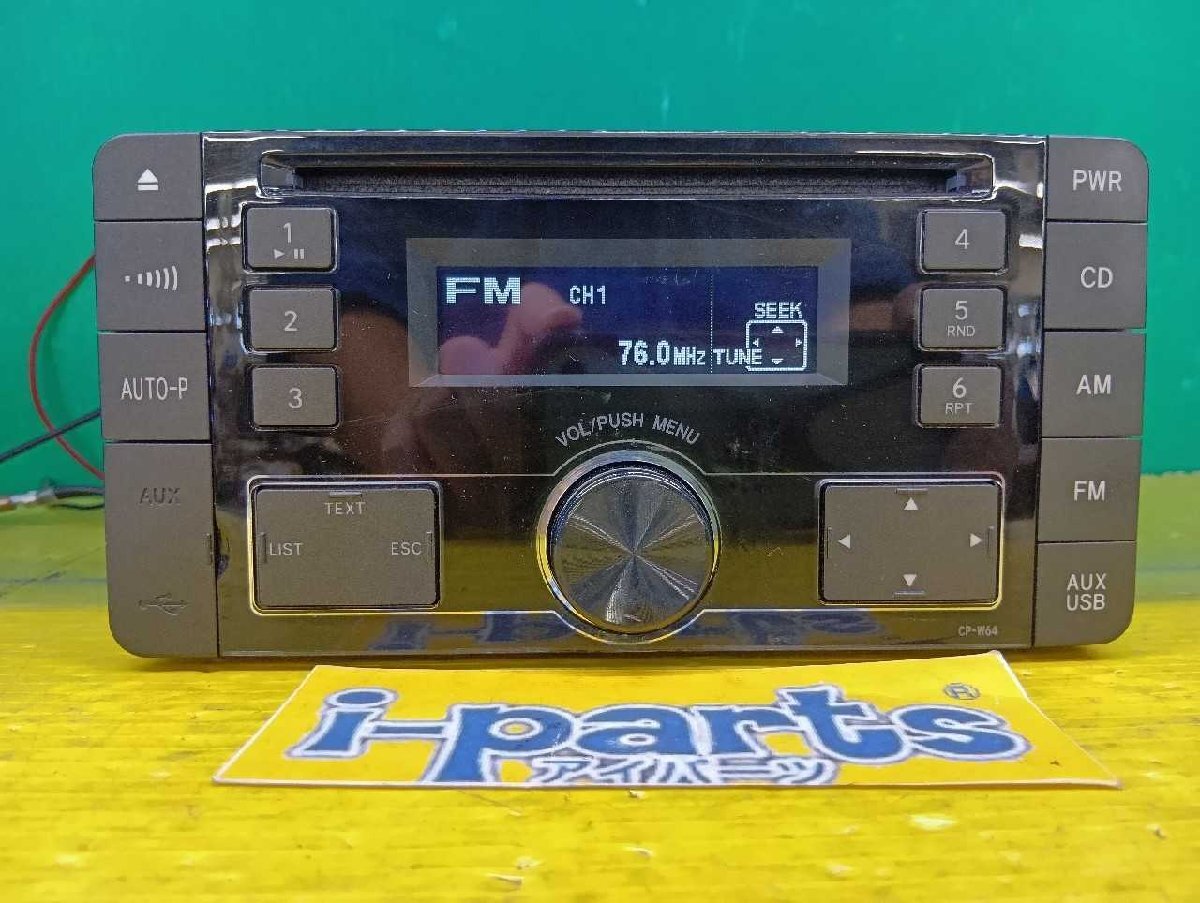 PWR
1
4
CD
FM CH1
SEEK
2
5
RND
76.0MHz TUNE
AUTO-P
3
6
RPT
AM
VOL/PUSH MENU
AUX
FM
TEXT
LIST
ESC
AUX
USB
CP-W64
i-parts®
アイパーツ